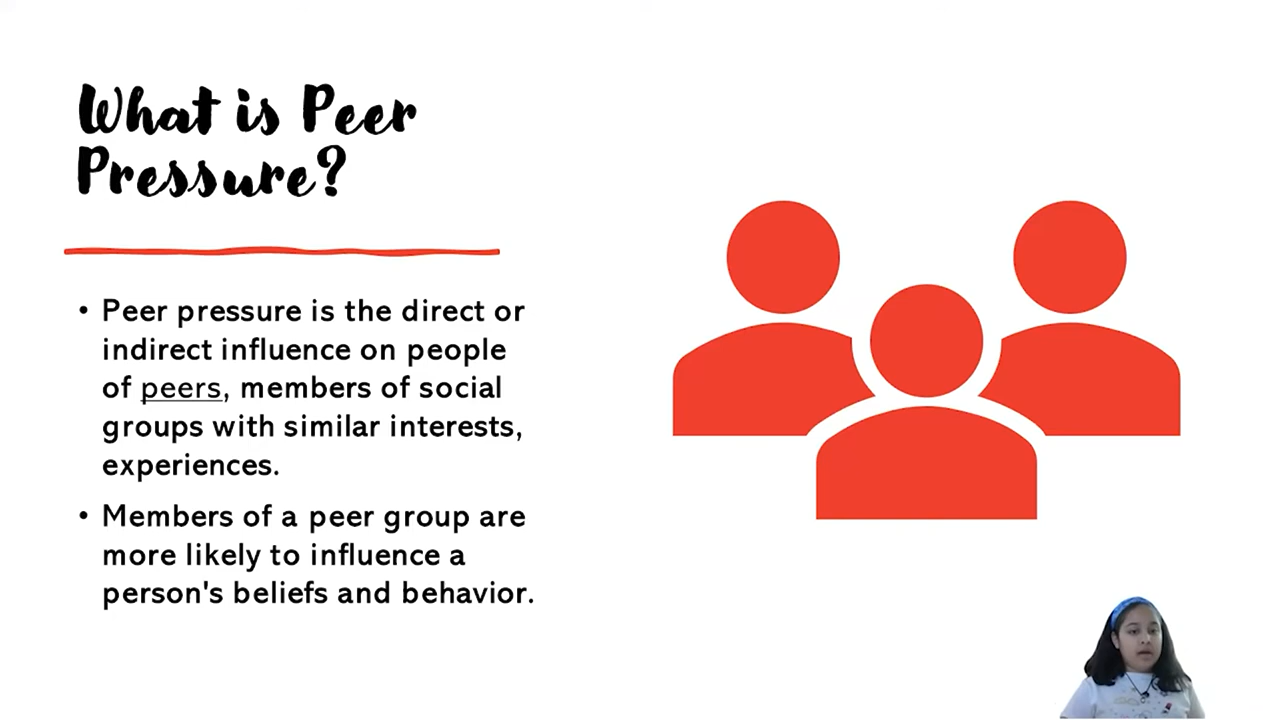 What is Peer
Pressure?
• Peer pressure is the direct or
indirect influence on people
of peers, members of social
groups with similar interests,
experiences.
• Members of a peer group are
more likely to influence a
person's beliefs and behavior.